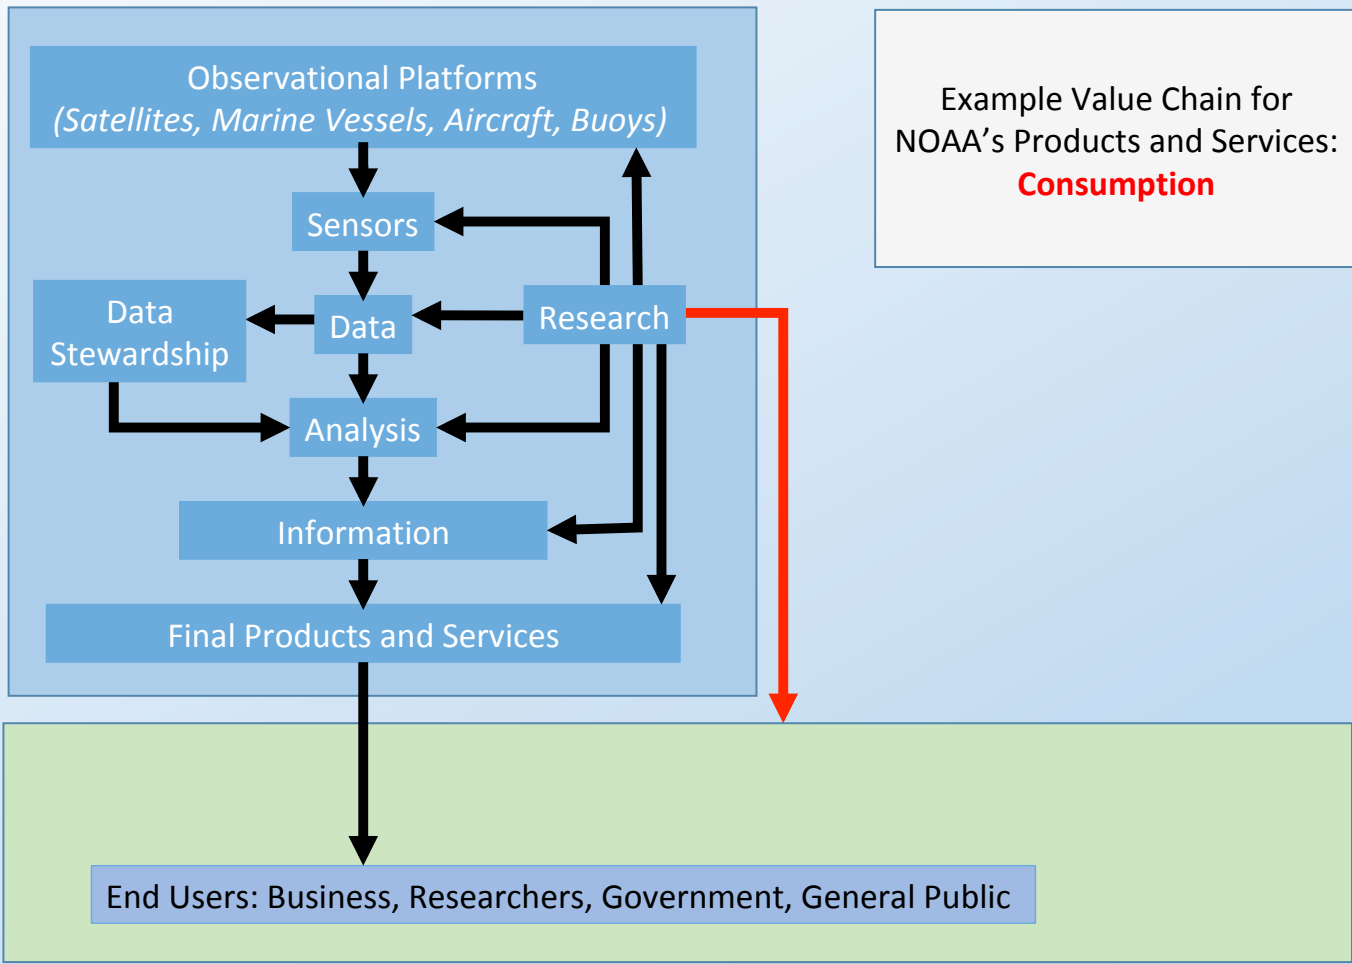 Observational Platforms
(Satellites, Marine Vessels, Aircraft, Buoys)
Example Value Chain for
NOAA’s Products and Services:
Consumption
Sensors
Data
Stewardship
Data
Research
Analysis
Information
Final Products and Services
End Users: Business, Researchers, Government, General Public